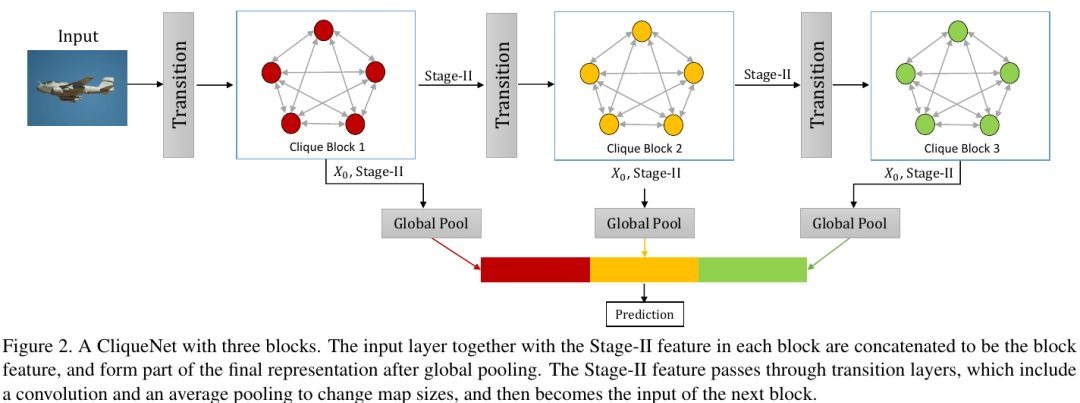 Input
Transition
Clique Block 1
Stage-II
Transition
Clique Block 2
Stage-II
Transition
Clique Block 3
X₀, Stage-II
X₀, Stage-II
X₀, Stage-II
Global Pool
Global Pool
Global Pool
Prediction
Figure 2. A CliqueNet with three blocks. The input layer together with the Stage-II feature in each block are concatenated to be the block
feature, and form part of the final representation after global pooling. The Stage-II feature passes through transition layers, which include
a convolution and an average pooling to change map sizes, and then becomes the input of the next block.